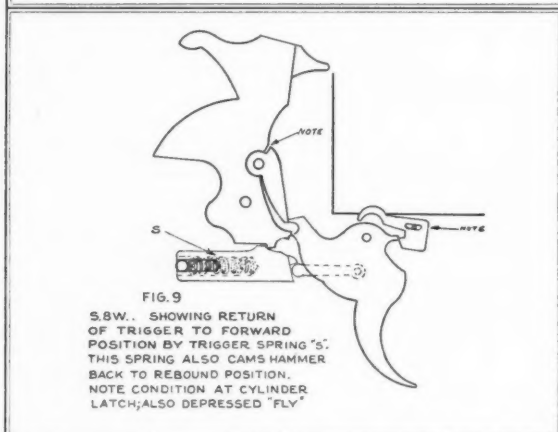 NOTE
NOTE
S
FIG.9
S.&W.. SHOWING RETURN
OF TRIGGER TO FORWARD
POSITION BY TRIGGER SPRING "S".
THIS SPRING ALSO CAMS HAMMER
BACK TO REBOUND POSITION.
NOTE CONDITION AT CYLINDER
LATCH;ALSO DEPRESSED "FLY"